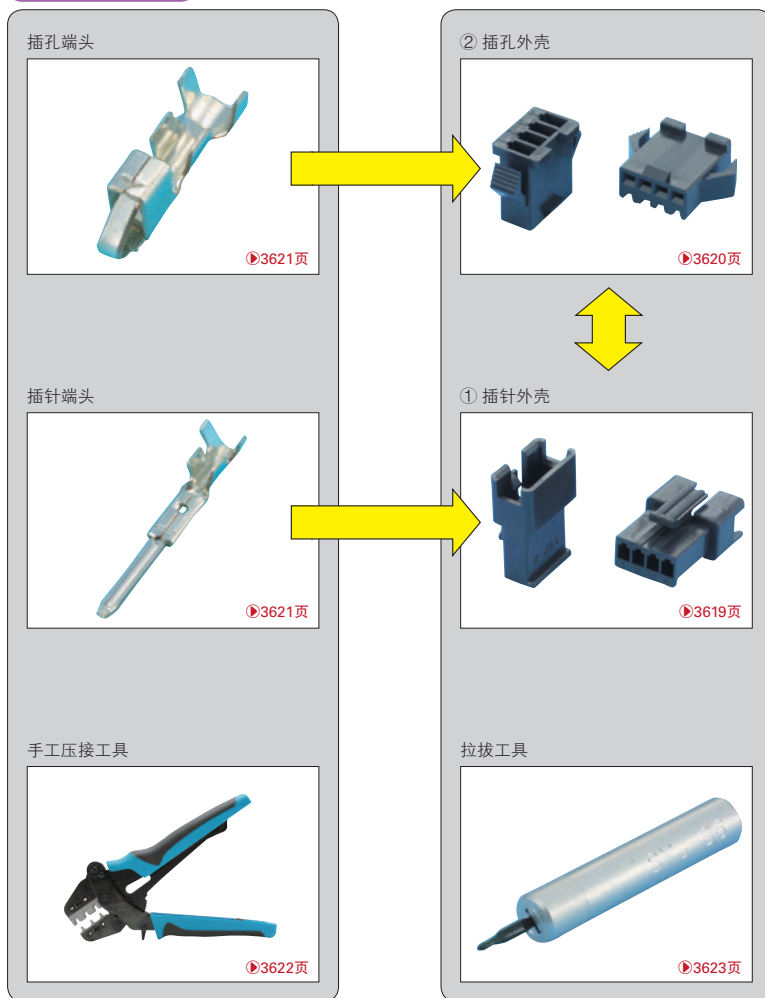 插孔端头
▶3621页
② 插孔外壳
▶3620页
插针端头
▶3621页
① 插针外壳
▶3619页
手工压接工具
▶3622页
拉拔工具
▶3623页